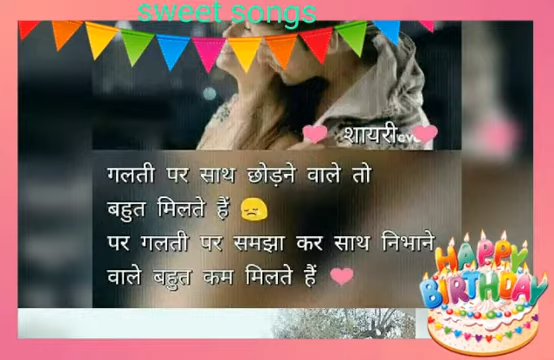 sweet songs
शायरी
गलती पर साथ छोड़ने वाले तो
बहुत मिलते हैं 😔
पर गलती पर समझा कर साथ निभाने
वाले बहुत कम मिलते हैं
HAPPY
BIRTHDAY